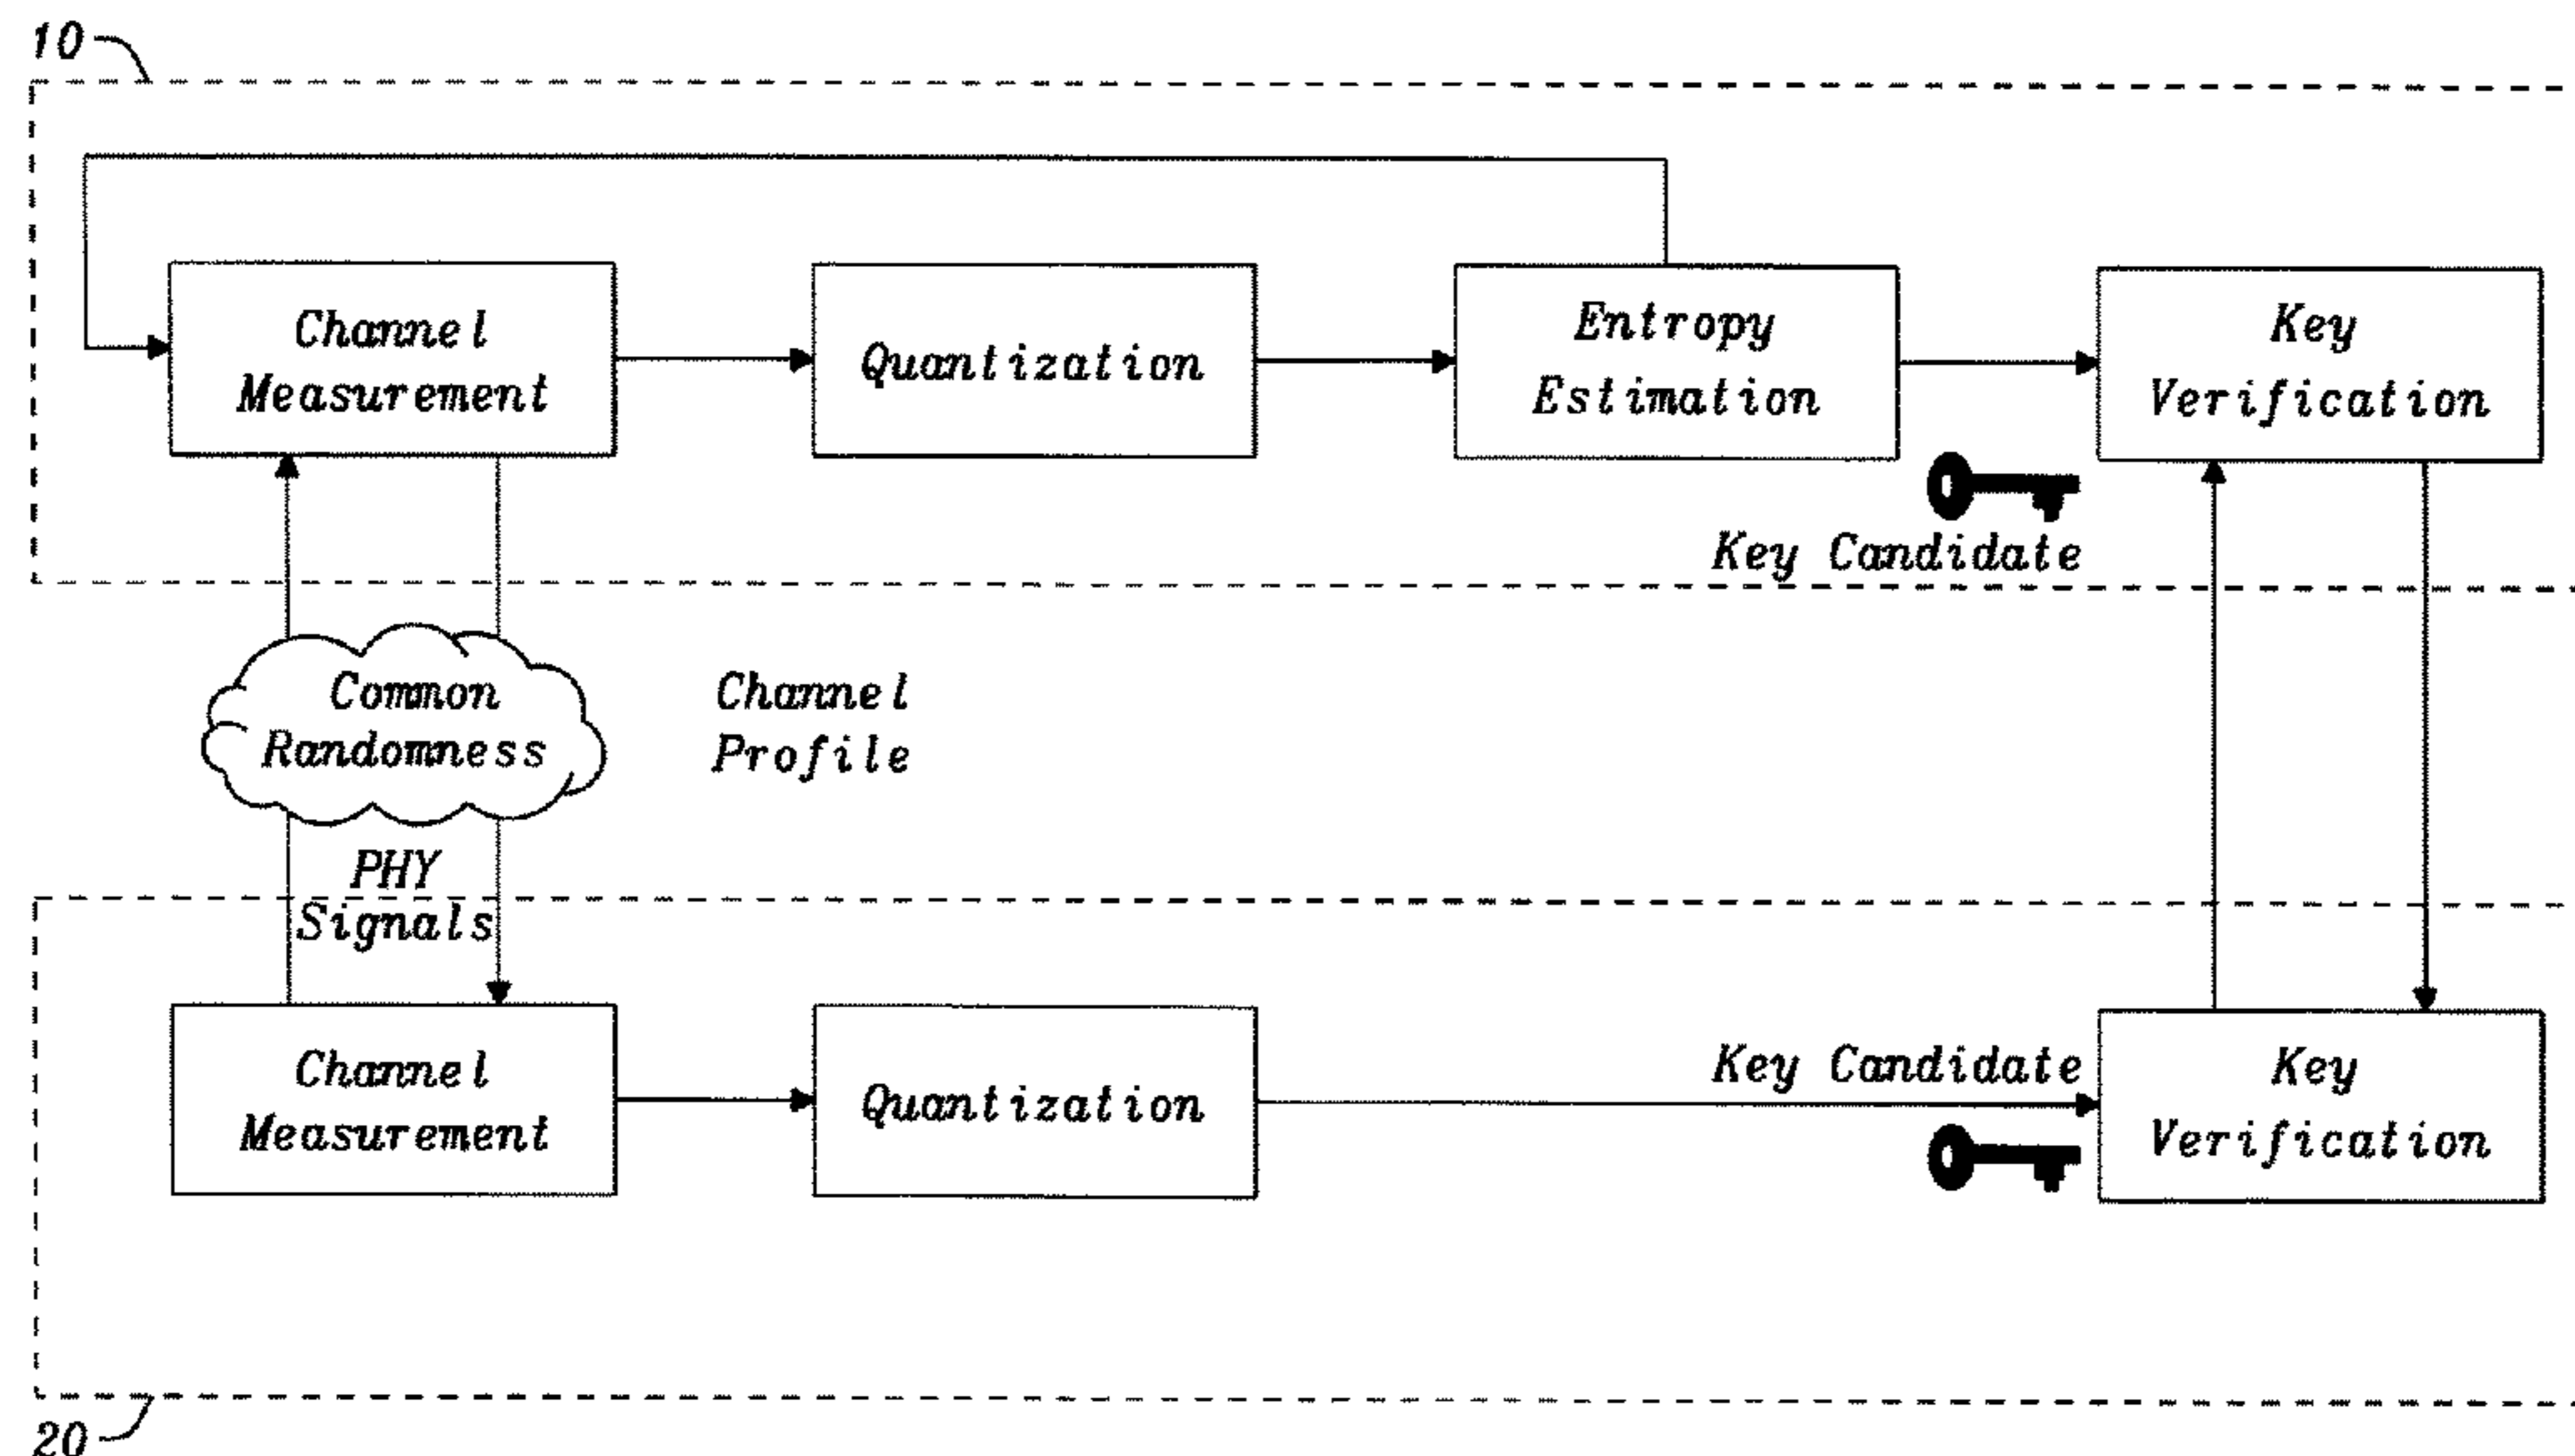 10
Channel
Measurement
Quantization
Entropy
Estimation
Key
Verification
Key Candidate
Common
Randomness
Channel
Profile
PHY
Signals
Channel
Measurement
Quantization
Key Candidate
Key
Verification
20